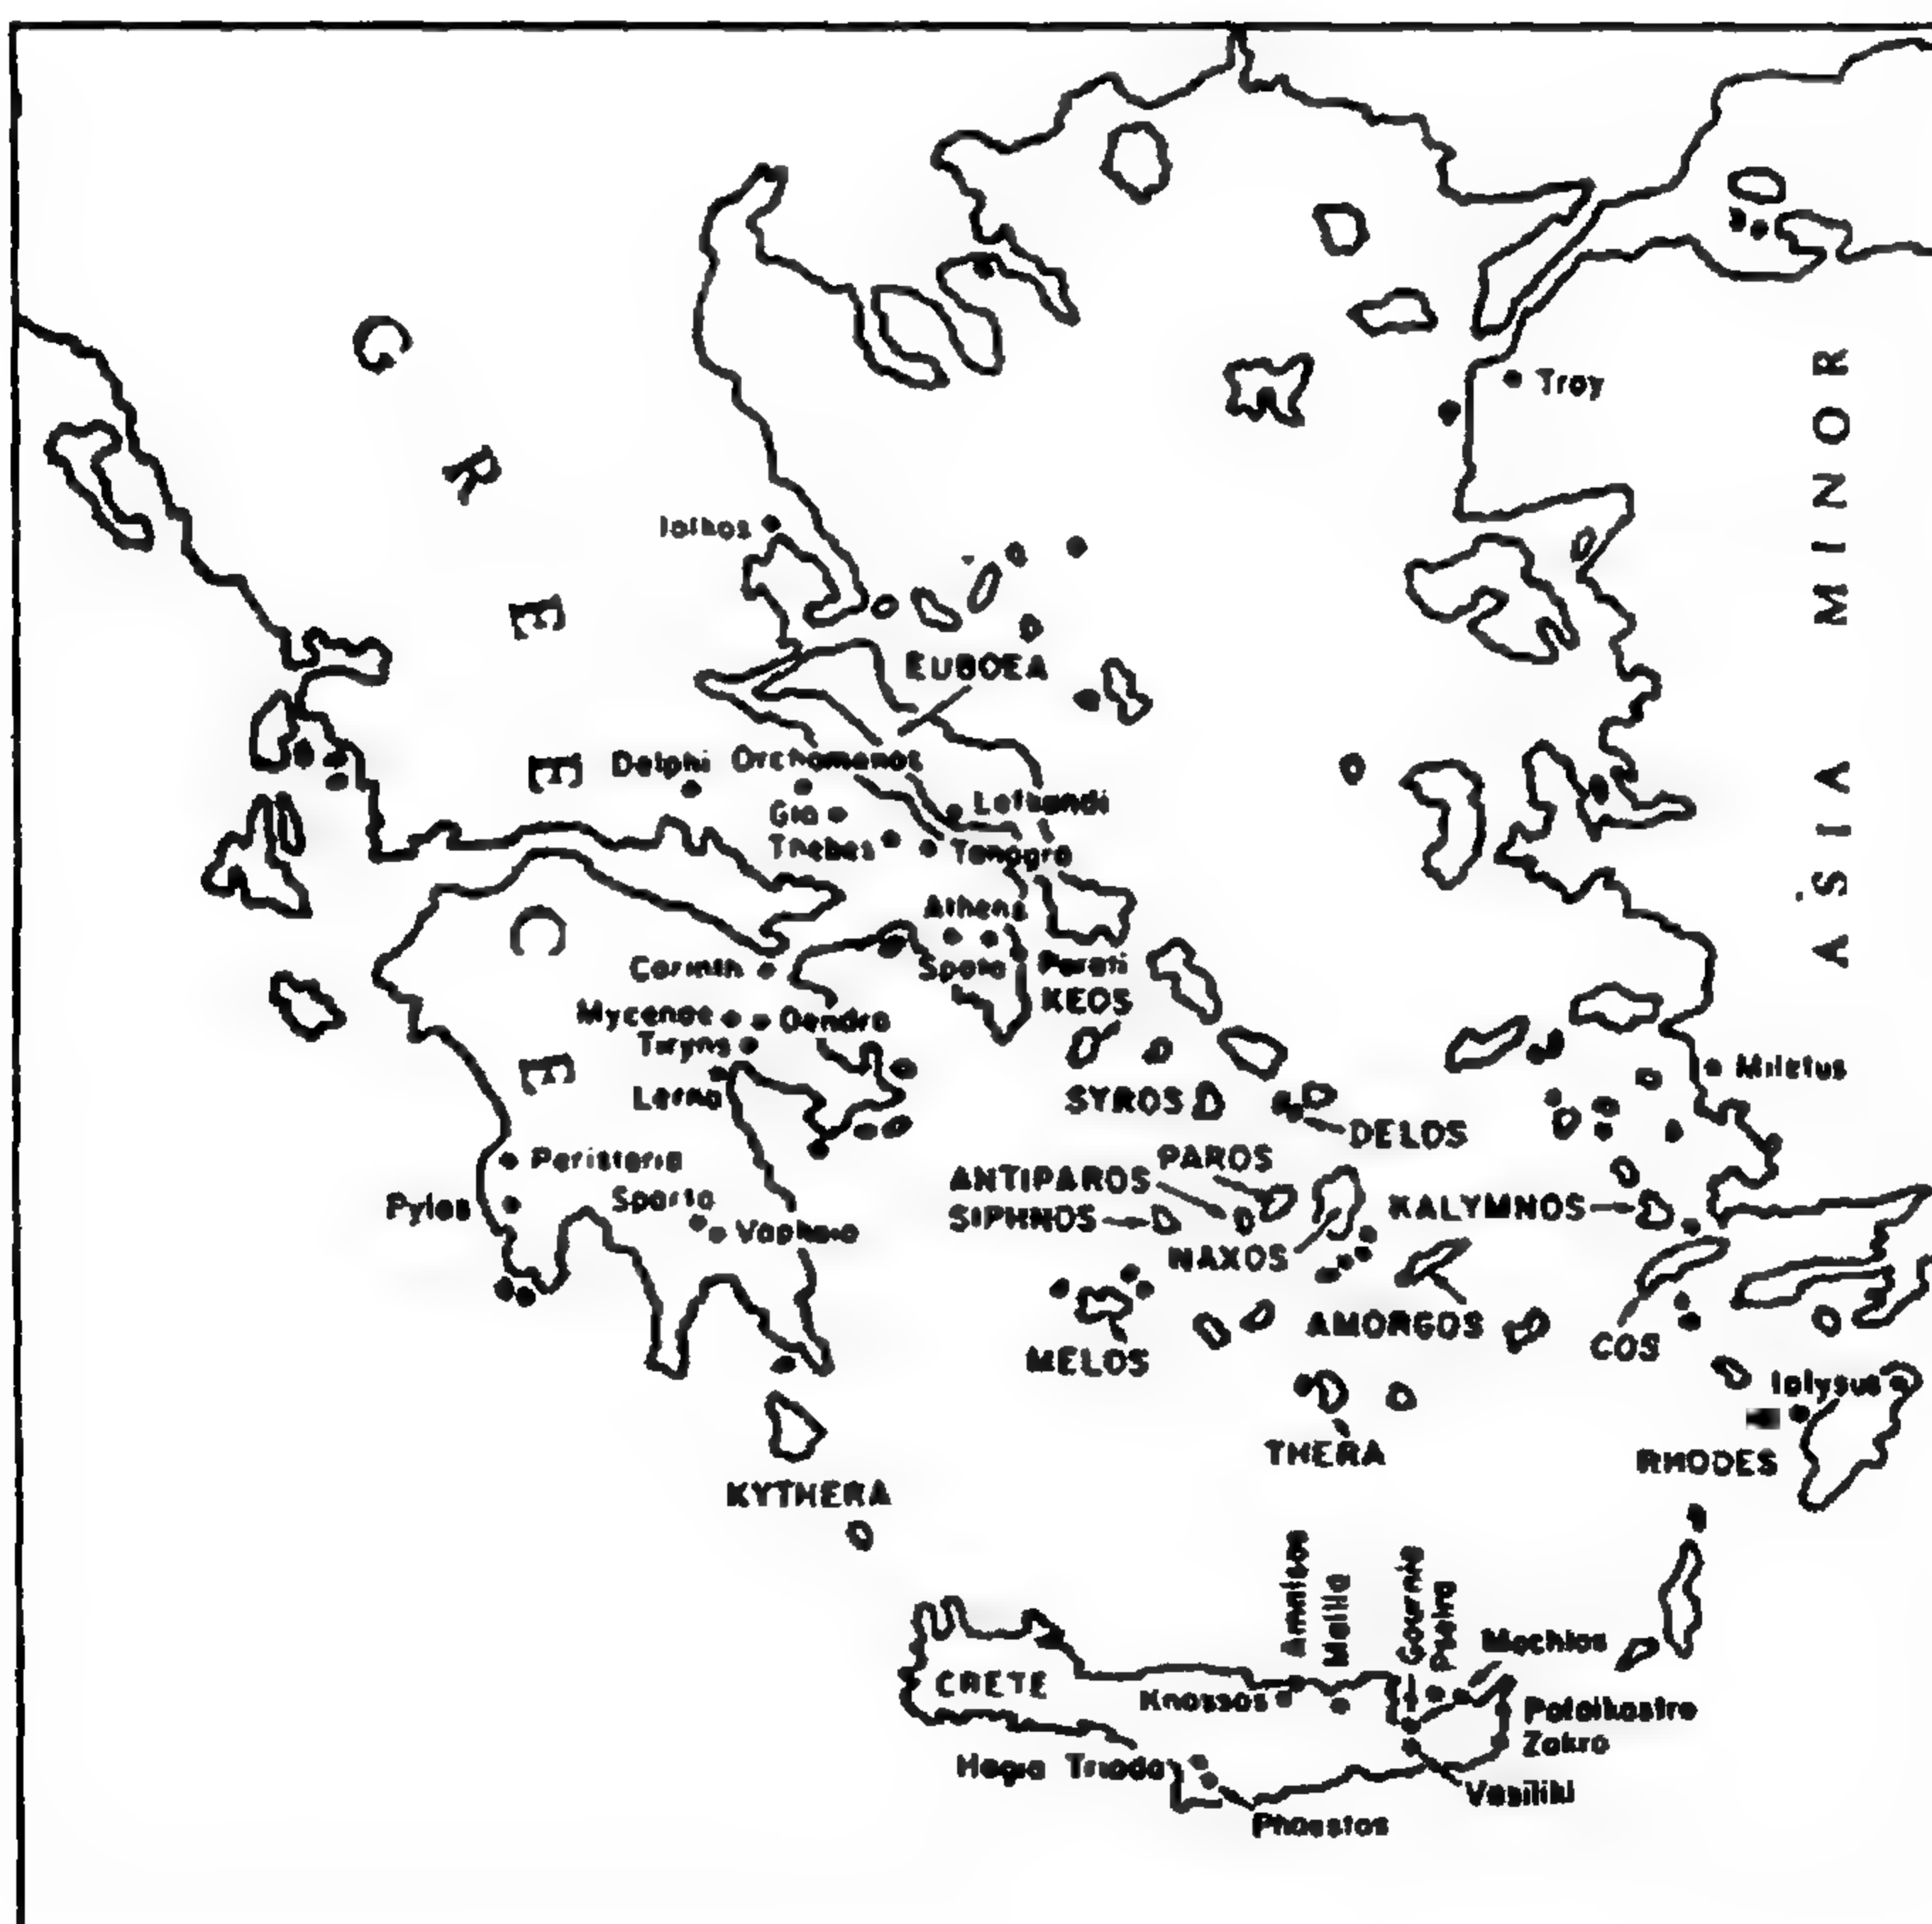 GREECE
ASIA MINOR
Troy
Iolkos
EUBOEA
Delphi
Orchomenos
Lefkandi
Gla
Thebes
Tanagra
Athens
Spata
Perati
Corinth
KEOS
Mycenae
Dendra
Tiryns
Lerna
SYROS
DELOS
Miletus
Peristeria
PAROS
ANTIPAROS
Pylos
Sparta
SIPHNOS
KALYMNOS
Vapheio
NAXOS
AMORGOS
COS
MELOS
Ialysus
THERA
RHODES
KYTHERA
Amnisos
Mallia
Gournia
Pseira
Mochlos
CRETE
Knossos
Palaikastro
Zakro
Hagia Triada
Vasiliki
Phaestos